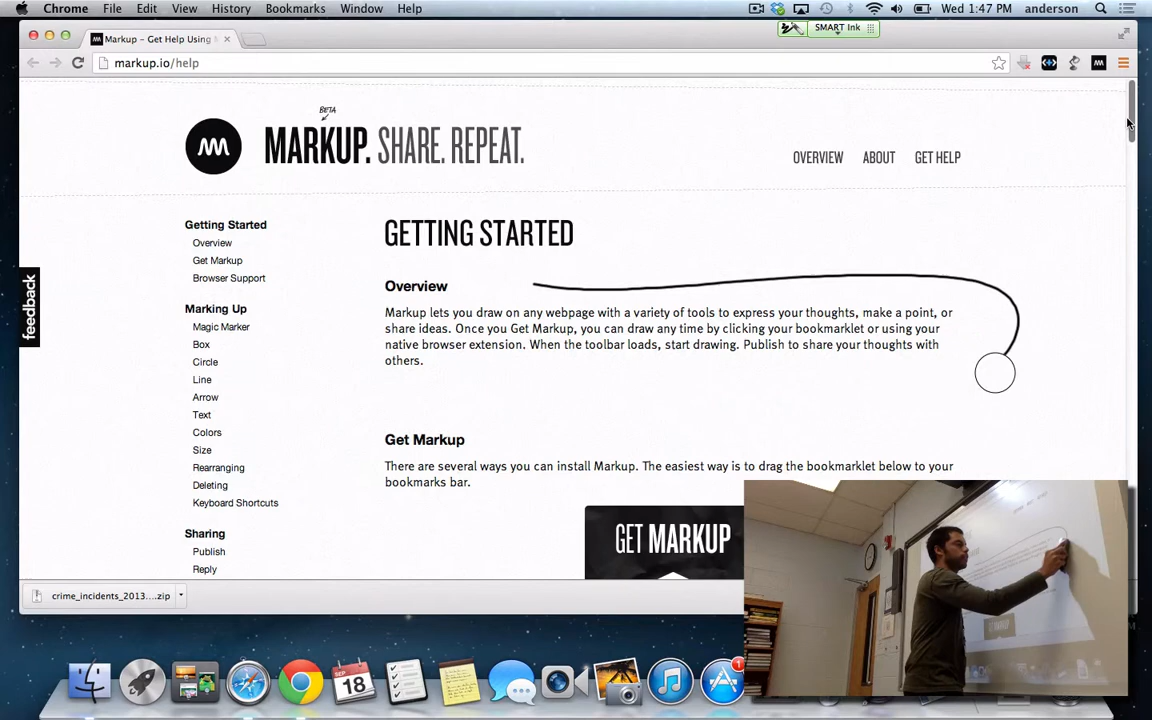 Chrome File Edit View History Bookmarks Window Help Wed 1:47 PM anderson
SMART Ink
Markup – Get Help Using
markup.io/help
BETA
MARKUP. SHARE. REPEAT.
OVERVIEW ABOUT GET HELP
feedback
Getting Started
Overview
Get Markup
Browser Support
Marking Up
Magic Marker
Box
Circle
Line
Arrow
Text
Colors
Size
Rearranging
Deleting
Keyboard Shortcuts
Sharing
Publish
Reply
GETTING STARTED
Overview
Markup lets you draw on any webpage with a variety of tools to express your thoughts, make a point, or
share ideas. Once you Get Markup, you can draw any time by clicking your bookmarklet or using your
native browser extension. When the toolbar loads, start drawing. Publish to share your thoughts with
others.
Get Markup
There are several ways you can install Markup. The easiest way is to drag the bookmarklet below to your
bookmarks bar.
GET MARKUP
crime_incidents_2013....zip
SEP
18
1